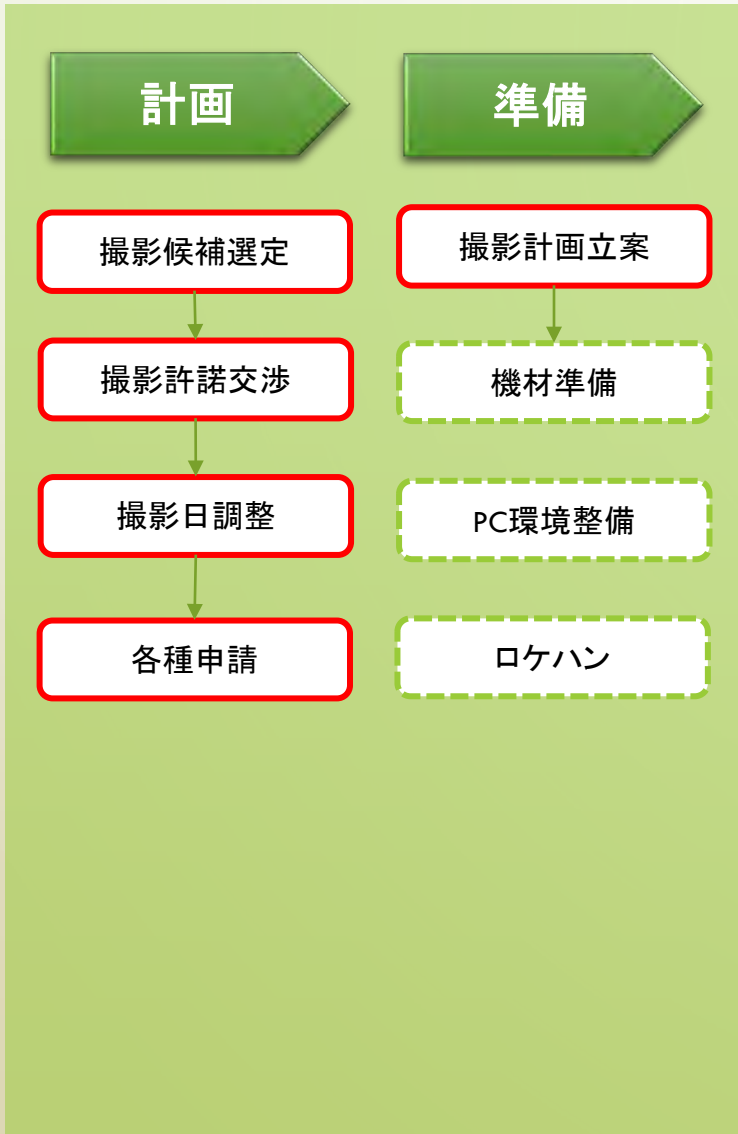 計画
撮影候補選定
撮影許諾交渉
撮影日調整
各種申請
準備
撮影計画立案
機材準備
PC環境整備
ロケハン